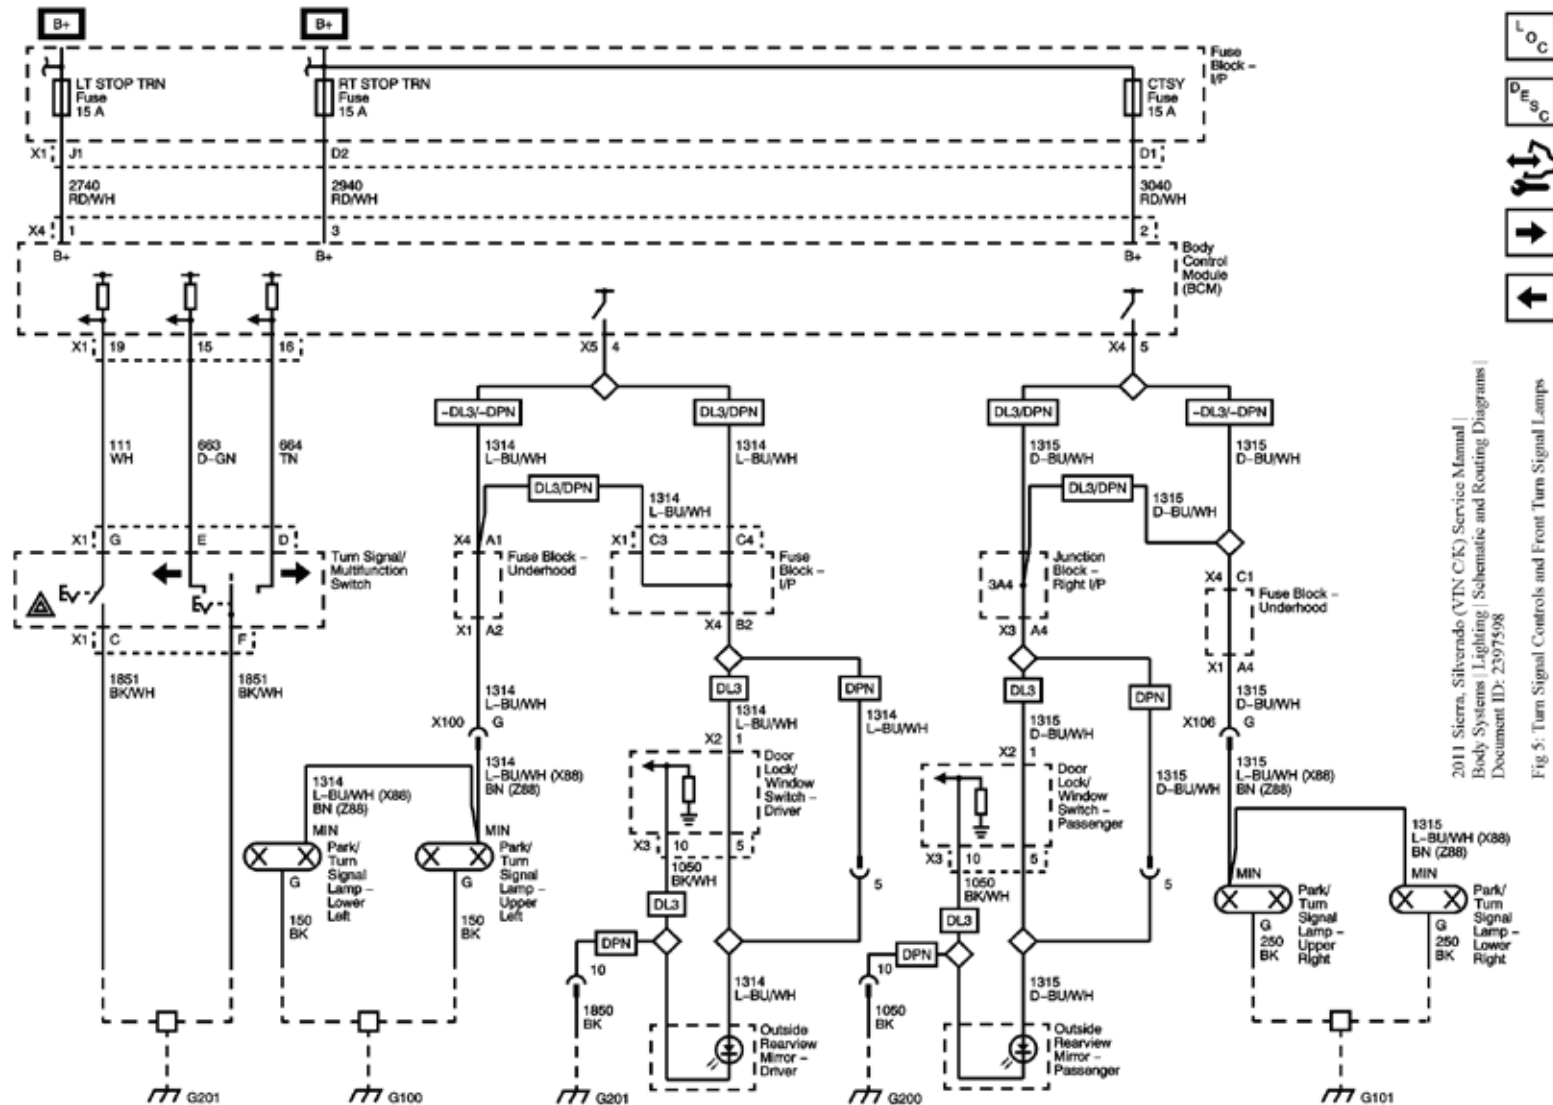 B+
B+
LT STOP TRN
Fuse
15 A
RT STOP TRN
Fuse
15 A
CTSY
Fuse
15 A
Fuse
Block –
I/P
X1 J1
D2
D1
2740
RD/WH
2940
RD/WH
3040
RD/WH
X4 1
3
2
B+
B+
B+
Body
Control
Module
(BCM)
X1 19
15
16
X5 4
X4 5
–DL3/–DPN
DL3/DPN
DL3/DPN
–DL3/–DPN
111
WH
663
D–GN
664
TN
1314
L–BU/WH
1314
L–BU/WH
1315
D–BU/WH
1315
D–BU/WH
DL3/DPN
1314
L–BU/WH
DL3/DPN
1315
D–BU/WH
X1 G
E
D
Turn Signal/
Multifunction
Switch
X4 A1
Fuse Block –
Underhood
X1 C3
C4
Fuse
Block –
I/P
3A4
Junction
Block –
Right I/P
X4 C1
Fuse Block –
Underhood
X1 C
F
X1 A2
X4 B2
X3 A4
X1 A4
1851
BK/WH
1851
BK/WH
1314
L–BU/WH
DL3
DPN
DL3
DPN
1315
D–BU/WH
X100 G
1314
L–BU/WH
1314
L–BU/WH
1315
D–BU/WH
X106 G
X2 1
X2 1
1315
D–BU/WH
1314
L–BU/WH (X88)
BN (Z88)
1314
L–BU/WH (X88)
BN (Z88)
Door
Lock/
Window
Switch –
Driver
Door
Lock/
Window
Switch –
Passenger
1315
L–BU/WH (X88)
BN (Z88)
1315
L–BU/WH (X88)
BN (Z88)
MIN
Park/
Turn
Signal
Lamp –
Lower
Left
MIN
Park/
Turn
Signal
Lamp –
Upper
Left
X3 10
5
X3 10
5
MIN
Park/
Turn
Signal
Lamp –
Upper
Right
MIN
Park/
Turn
Signal
Lamp –
Lower
Right
G
150
BK
G
150
BK
1050
BK/WH
5
1050
BK/WH
5
G
250
BK
G
250
BK
DL3
DPN
DL3
DPN
10
1850
BK
1314
L–BU/WH
10
1050
BK
1315
D–BU/WH
Outside
Rearview
Mirror –
Driver
Outside
Rearview
Mirror –
Passenger
G201
G100
G201
G200
G101
LOC
DESC
2011 Sierra, Silverado (VIN C/K) Service Manual |
Body Systems | Lighting | Schematic and Routing Diagrams |
Document ID: 2397598
Fig 5: Turn Signal Controls and Front Turn Signal Lamps